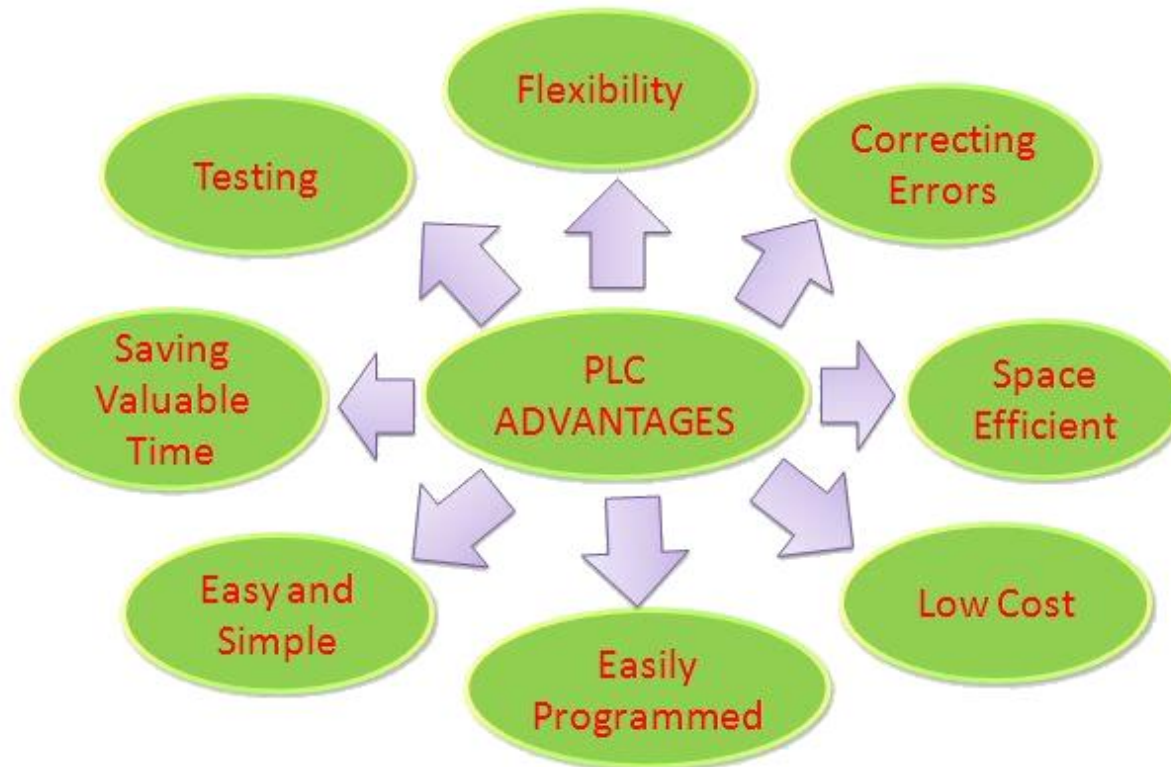 Flexibility
Correcting
Errors
Testing
Saving
Valuable
Time
PLC
ADVANTAGES
Space
Efficient
Easy and
Simple
Low Cost
Easily
Programmed